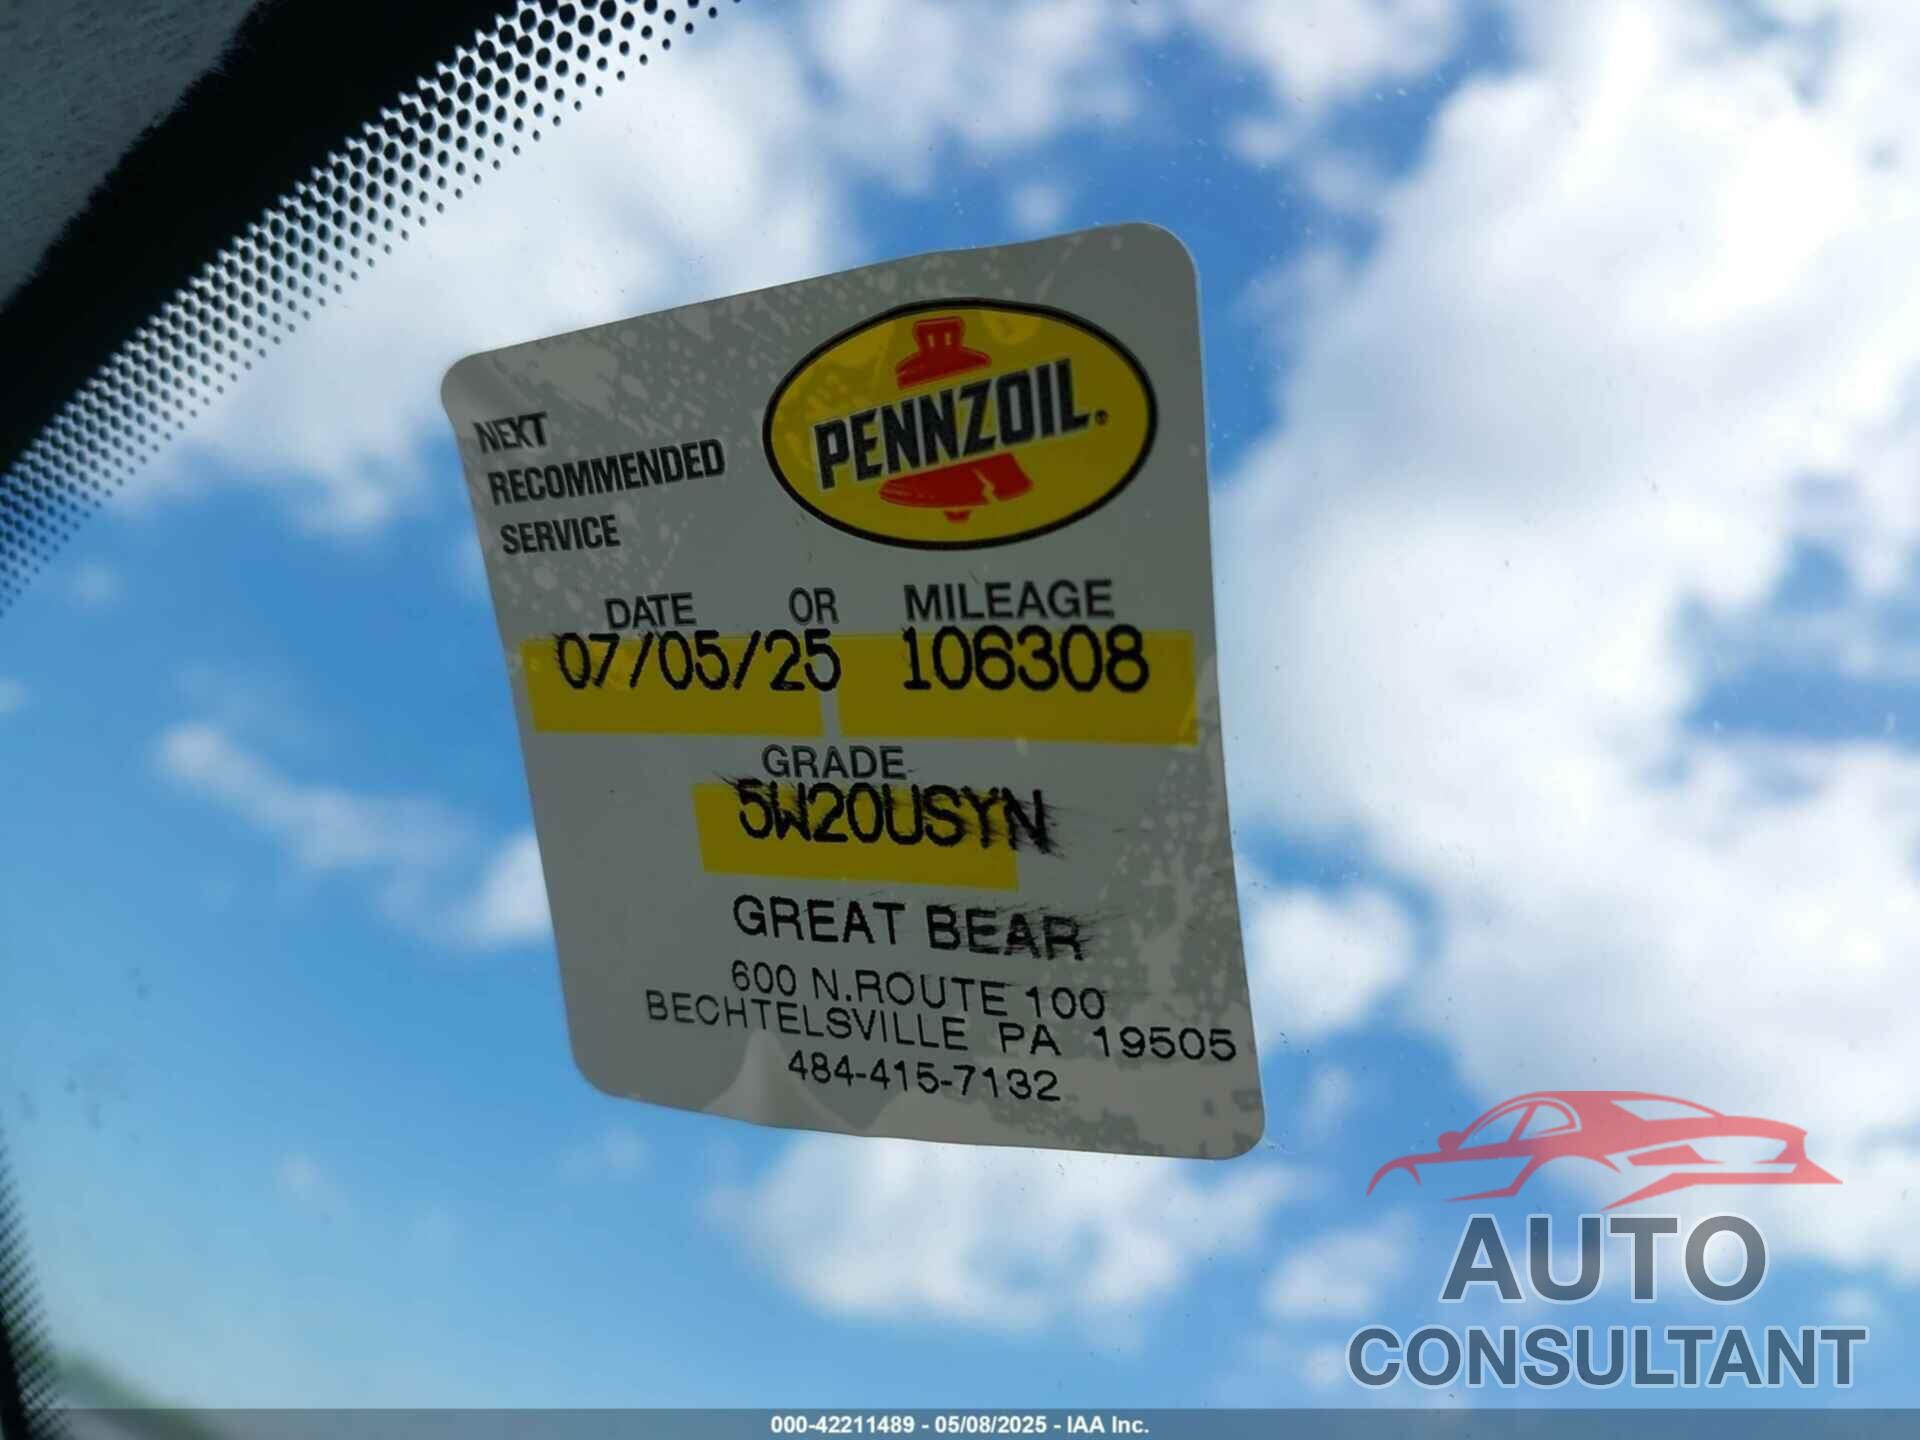 NEXT
RECOMMENDED
SERVICE
PENNZOIL®
DATE OR MILEAGE
07/05/25 106308
GRADE
5W20USYN
GREAT BEAR
600 N.ROUTE 100
BECHTELSVILLE PA 19505
484-415-7132
AUTO
CONSULTANT
000-42211489 - 05/08/2025 - IAA Inc.